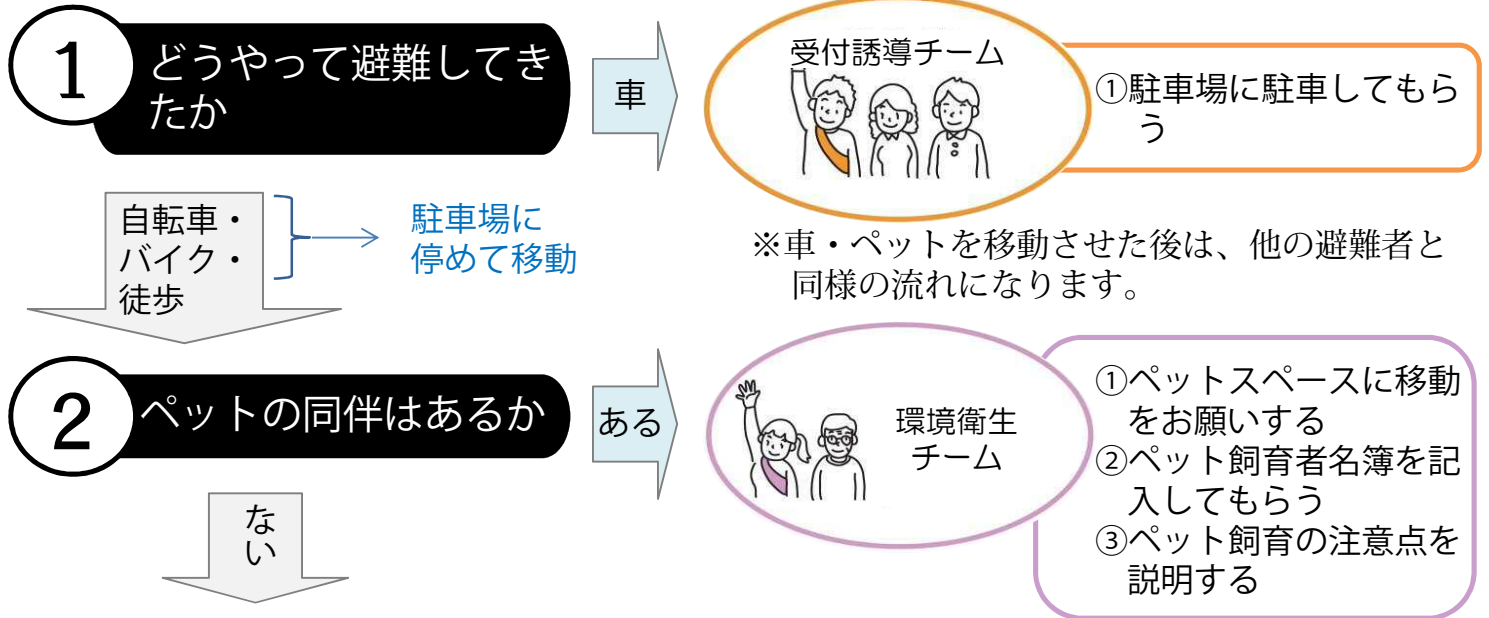 1
どうやって避難してき
たか
車
受付誘導チーム
①駐車場に駐車してもら
う
自転車・
バイク・
徒歩
駐車場に
停めて移動
※車・ペットを移動させた後は、他の避難者と
同様の流れになります。
2
ペットの同伴はあるか
ある
環境衛生
チーム
①ペットスペースに移動
をお願いする
②ペット飼育者名簿を記
入してもらう
③ペット飼育の注意点を
説明する
ない